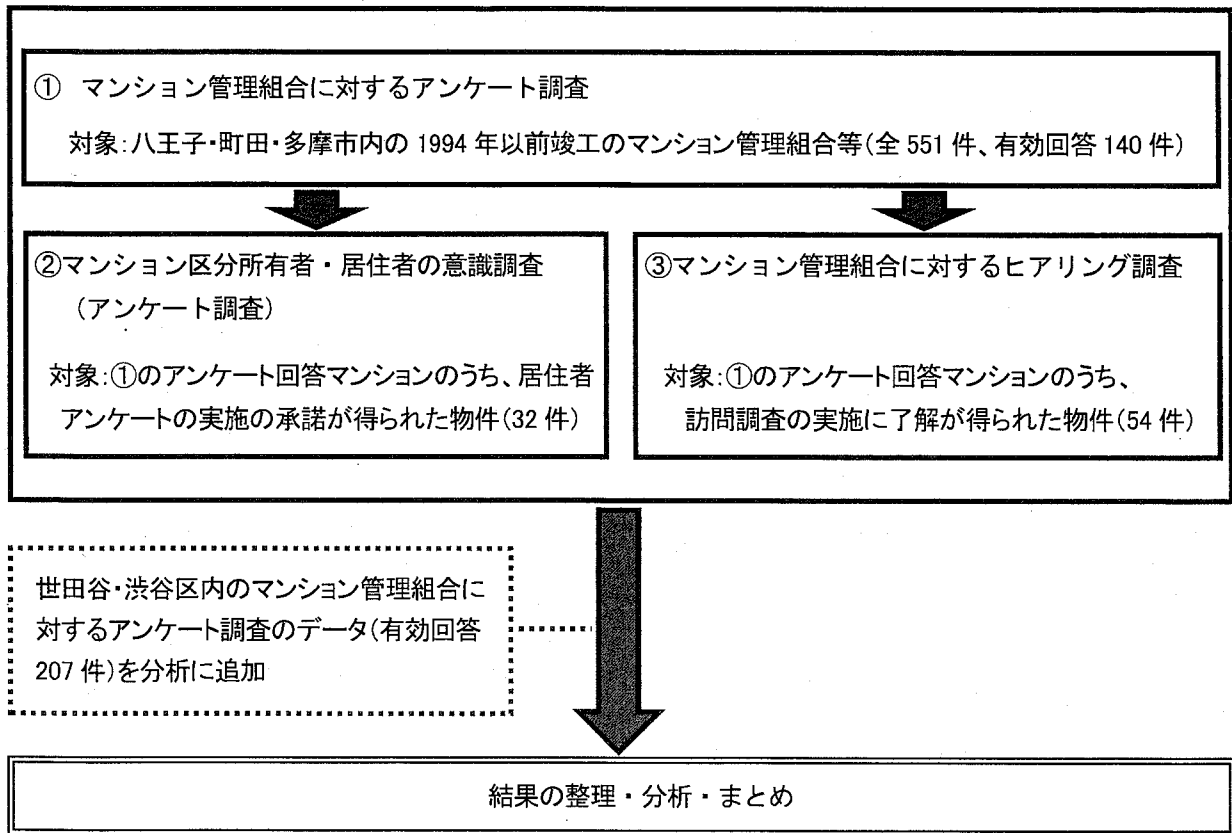 ① マンション管理組合に対するアンケート調査
対象:八王子・町田・多摩市内の 1994 年以前竣工のマンション管理組合等(全 551 件、有効回答 140 件)
②マンション区分所有者・居住者の意識調査
(アンケート調査)
対象:①のアンケート回答マンションのうち、居住者
アンケートの実施の承諾が得られた物件(32 件)
③マンション管理組合に対するヒアリング調査
対象:①のアンケート回答マンションのうち、
訪問調査の実施に了解が得られた物件(54 件)
世田谷・渋谷区内のマンション管理組合に
対するアンケート調査のデータ(有効回答
207 件)を分析に追加
結果の整理・分析・まとめ